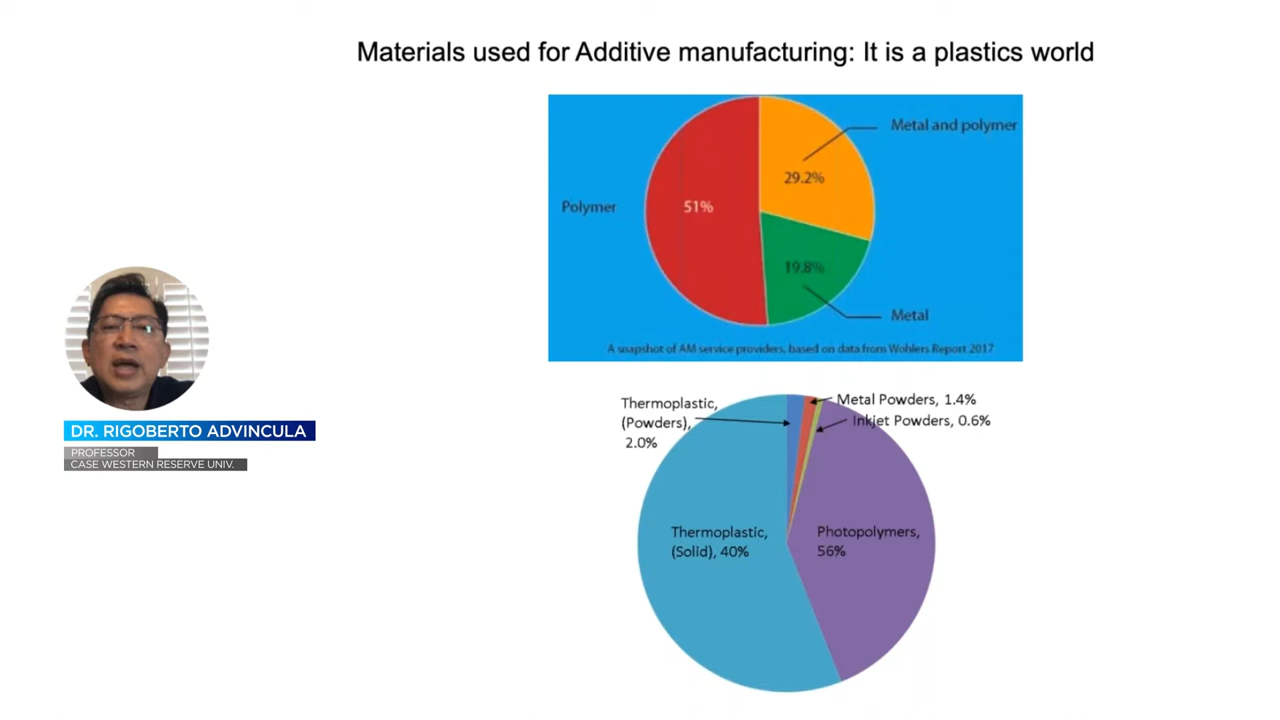 Materials used for Additive manufacturing: It is a plastics world
Metal and polymer
29.2%
Polymer
51%
19.8%
Metal
A snapshot of AM service providers, based on data from Wohlers Report 2017
DR. RIGOBERTO ADVINCULA
PROFESSOR
CASE WESTERN RESERVE UNIV.
Thermoplastic,
(Powders),
2.0%
Metal Powders, 1.4%
Inkjet Powders, 0.6%
Thermoplastic,
(Solid), 40%
Photopolymers,
56%